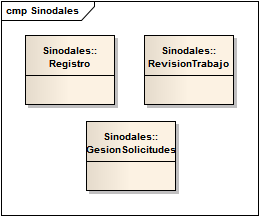 cmp Sinodales
Sinodales::
Registro
Sinodales::
RevisionTrabajo
Sinodales::
GesionSolicitudes